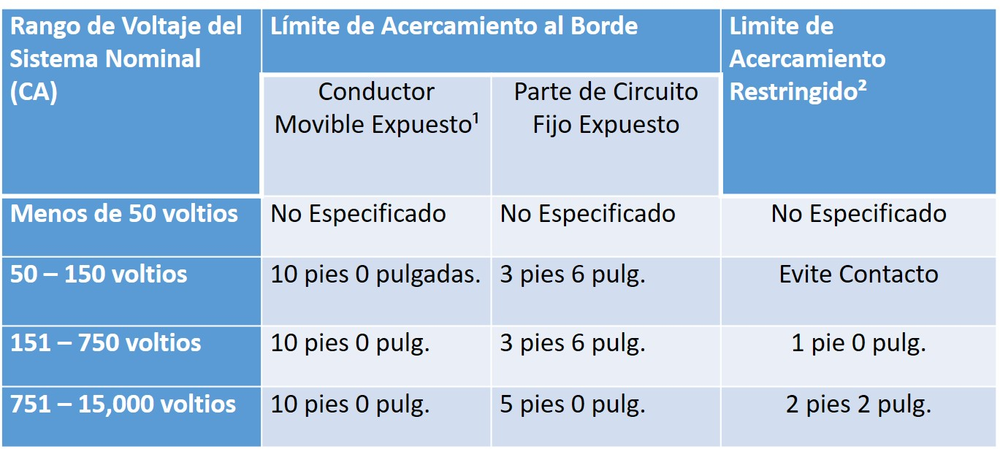 Rango de Voltaje del
Sistema Nominal
(CA)
Límite de Acercamiento al Borde
Limite de
Acercamiento
Restringido²
Conductor
Movible Expuesto¹
Parte de Circuito
Fijo Expuesto
Menos de 50 voltios
No Especificado
No Especificado
No Especificado
50 – 150 voltios
10 pies 0 pulgadas.
3 pies 6 pulg.
Evite Contacto
151 – 750 voltios
10 pies 0 pulg.
3 pies 6 pulg.
1 pie 0 pulg.
751 – 15,000 voltios
10 pies 0 pulg.
5 pies 0 pulg.
2 pies 2 pulg.